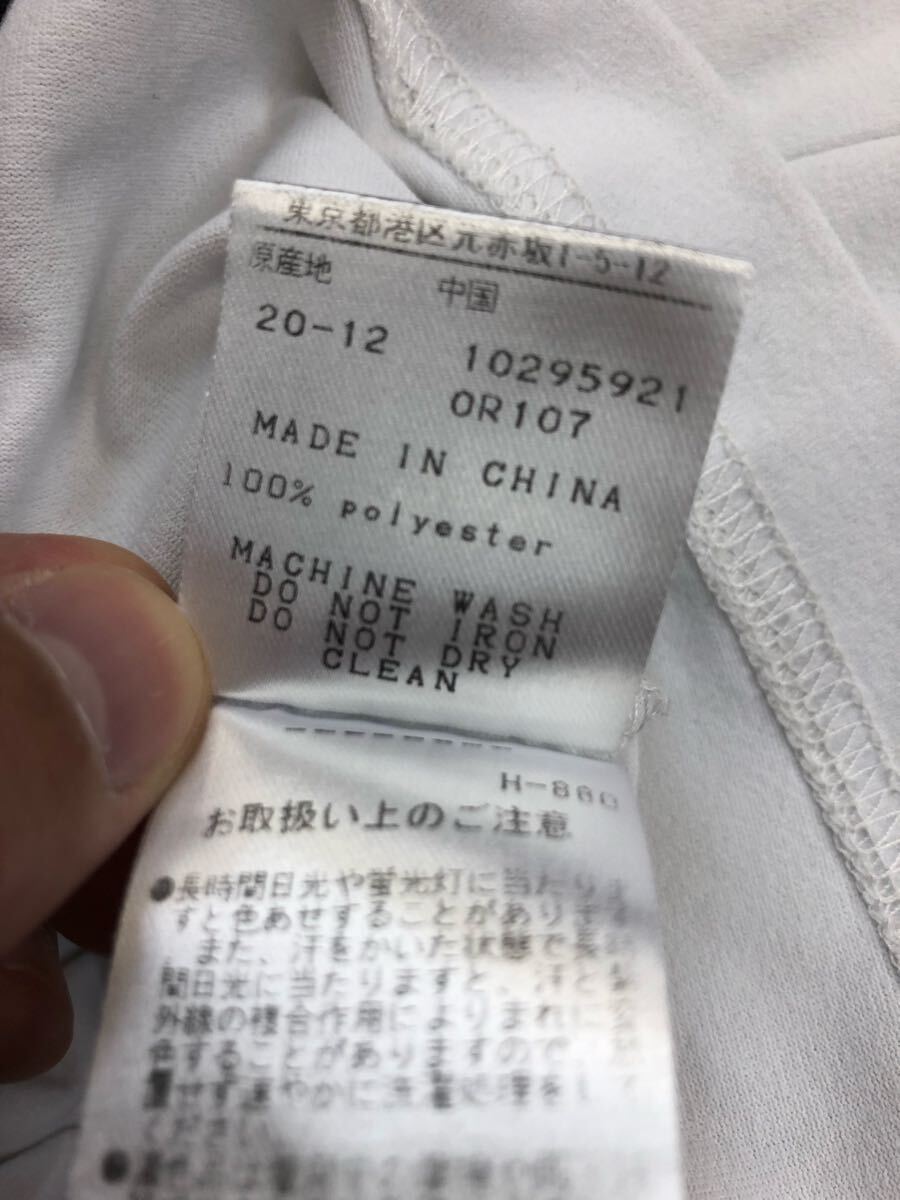 東京都港区元赤坂1-5-12
原産地 中国
20-12 10295921
0R107
MADE IN CHINA
100% polyester
MACHINE WASH
DO NOT IRON
DO NOT DRY
CLEAN
H-860
お取扱い上のご注意
●長時間日光や蛍光灯に当たりま
すと色あせすることがあります
また、汗をかいた状態で長
間日光に当たりますと、汗と
外線の複合作用によりまれに
色することがありますので
せず速やかに洗濯処理を
ください